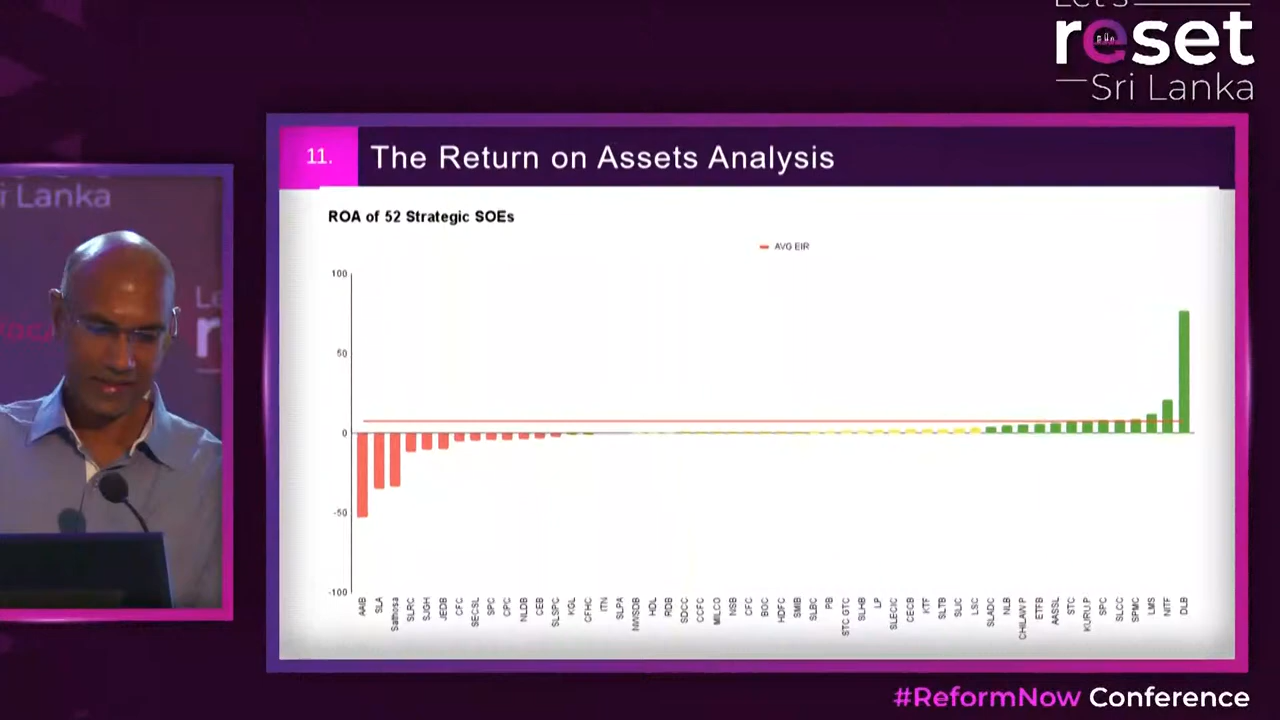 Let's
reset
Sri Lanka
i Lanka
11. The Return on Assets Analysis
ROA of 52 Strategic SOEs
AVG EIR
100
50
0
-50
-100
AAIB SLA Sathosa SLRC SJGH JEDB CFC SECSL SPC CPC NLDB CEB SLSPC KGL CFHC ITN SLPA NWSDB HDL RDB SDCC CCFC MILCO NSB CFC BOC HDFC SMIB SLBC PB STC GTC SLHB LP SLECIC CECB KTF SLTB SLIC LSC SLADC NLB CHILAN P ETFB AASSL STC KURU.P SPC SLCC SPMC LMS NITF DLB
#ReformNow Conference